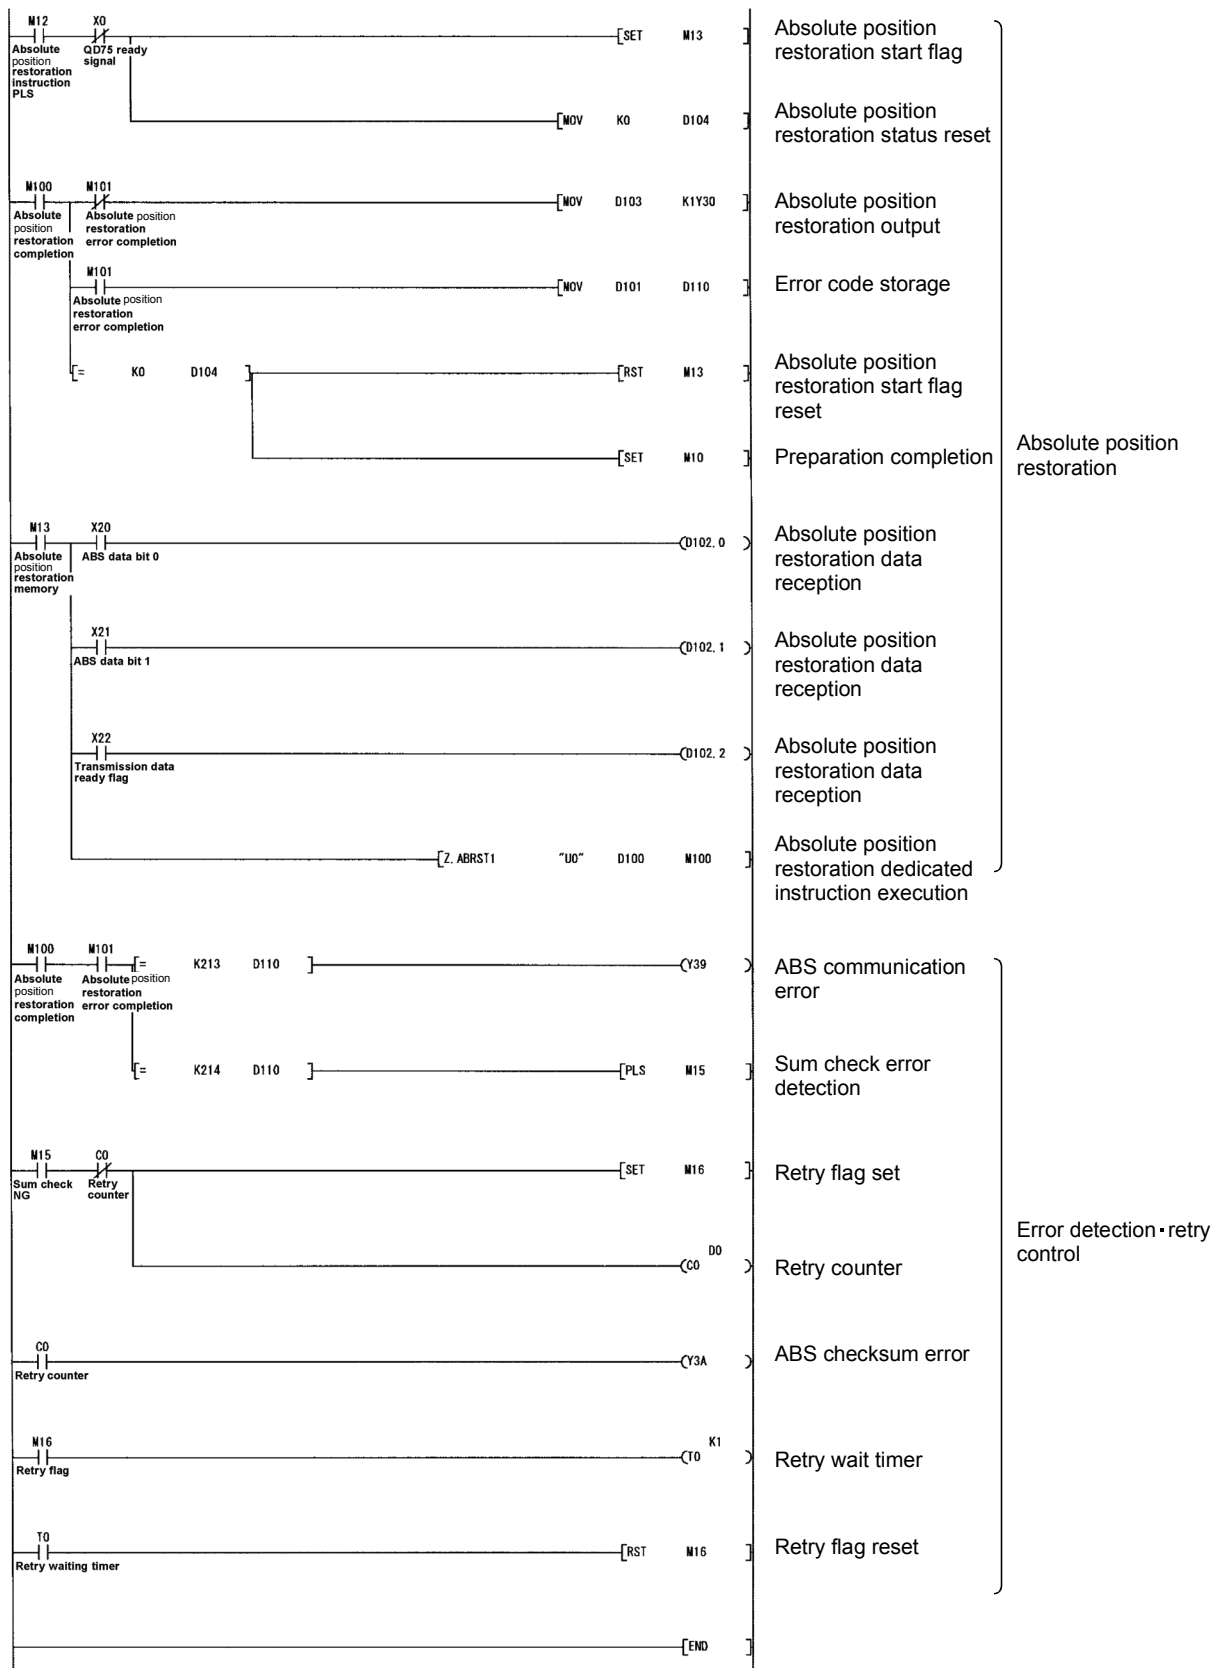 M12 X0 [SET M13 ] Absolute position
restoration start flag
Absolute
position
restoration
instruction
PLS
QD75 ready
signal
[MOV K0 D104 ] Absolute position
restoration status reset
M100 M101 [MOV D103 K1Y30 ] Absolute position
restoration output
Absolute
position
restoration
completion
Absolute position
restoration
error completion
M101 [MOV D101 D110 ] Error code storage
Absolute position
restoration
error completion
[= K0 D104 ] [RST M13 ] Absolute position
restoration start flag
reset
[SET M10 ] Preparation completion
Absolute position
restoration
M13 X20 (D102.0 ) Absolute position
restoration data
reception
Absolute
position
restoration
memory
ABS data bit 0
X21 (D102.1 ) Absolute position
restoration data
reception
ABS data bit 1
X22 (D102.2 ) Absolute position
restoration data
reception
Transmission data
ready flag
[Z.ABRST1 "U0" D100 M100 ] Absolute position
restoration dedicated
instruction execution
M100 M101 [= K213 D110 ] (Y39 ) ABS communication
error
Absolute
position
restoration
completion
Absolute position
restoration
error completion
[= K214 D110 ] [PLS M15 ] Sum check error
detection
M15 C0 [SET M16 ] Retry flag set
Sum check
NG
Retry
counter
D0
(C0 ) Retry counter
Error detection・retry
control
C0 (Y3A ) ABS checksum error
Retry counter
M16 K1
(T0 ) Retry wait timer
Retry flag
T0 [RST M16 ] Retry flag reset
Retry waiting timer
[END ]